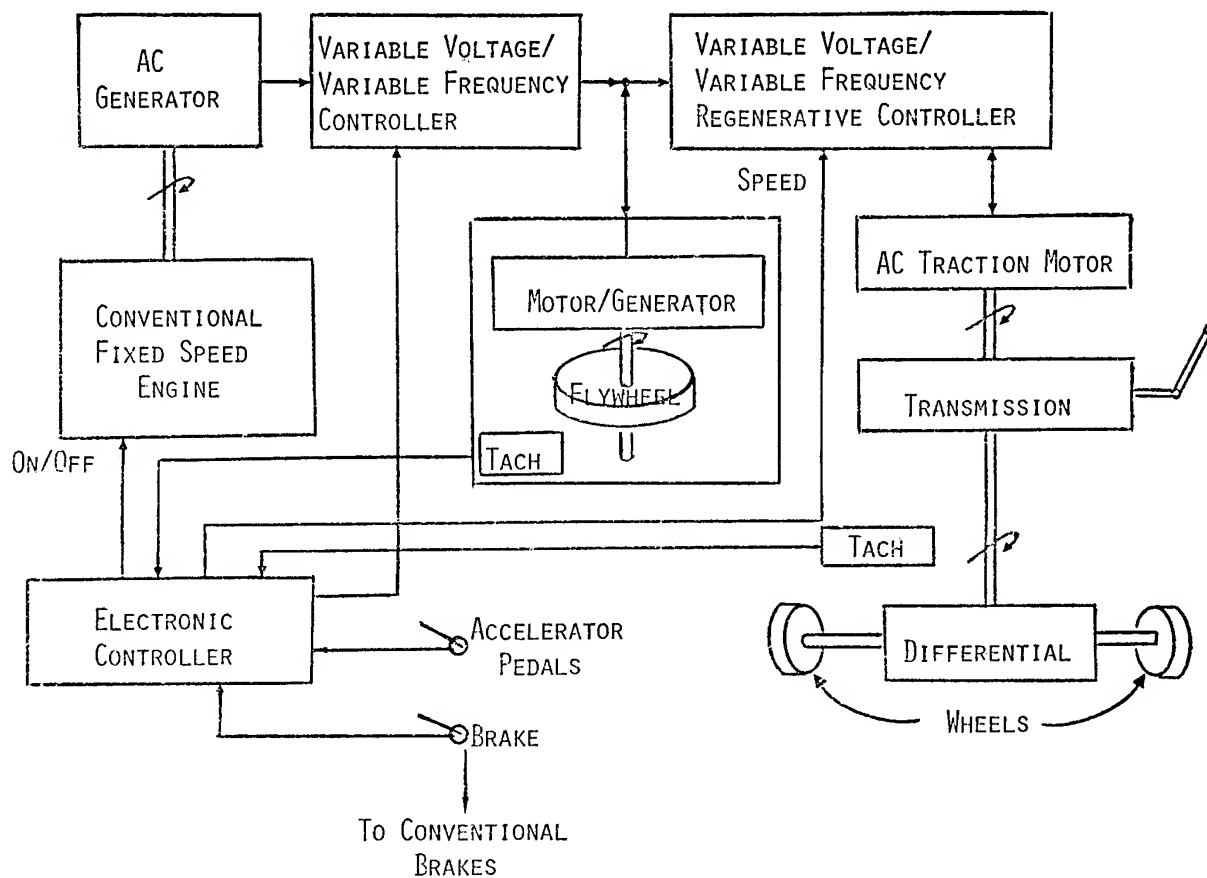 AC
GENERATOR
VARIABLE VOLTAGE/
VARIABLE FREQUENCY
CONTROLLER
VARIABLE VOLTAGE/
VARIABLE FREQUENCY
REGENERATIVE CONTROLLER
SPEED
CONVENTIONAL
FIXED SPEED
ENGINE
MOTOR/GENERATOR
FLYWHEEL
TACH
AC TRACTION MOTOR
TRANSMISSION
ON/OFF
TACH
ELECTRONIC
CONTROLLER
ACCELERATOR
PEDALS
BRAKE
DIFFERENTIAL
WHEELS
TO CONVENTIONAL
BRAKES